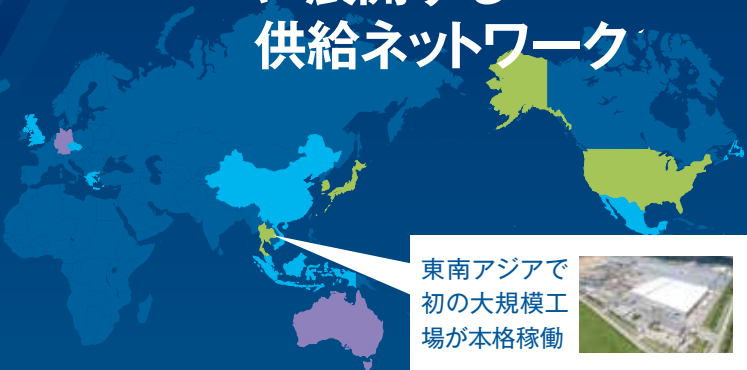 供給ネットワーク
東南アジアで
初の大規模工
場が本格稼働